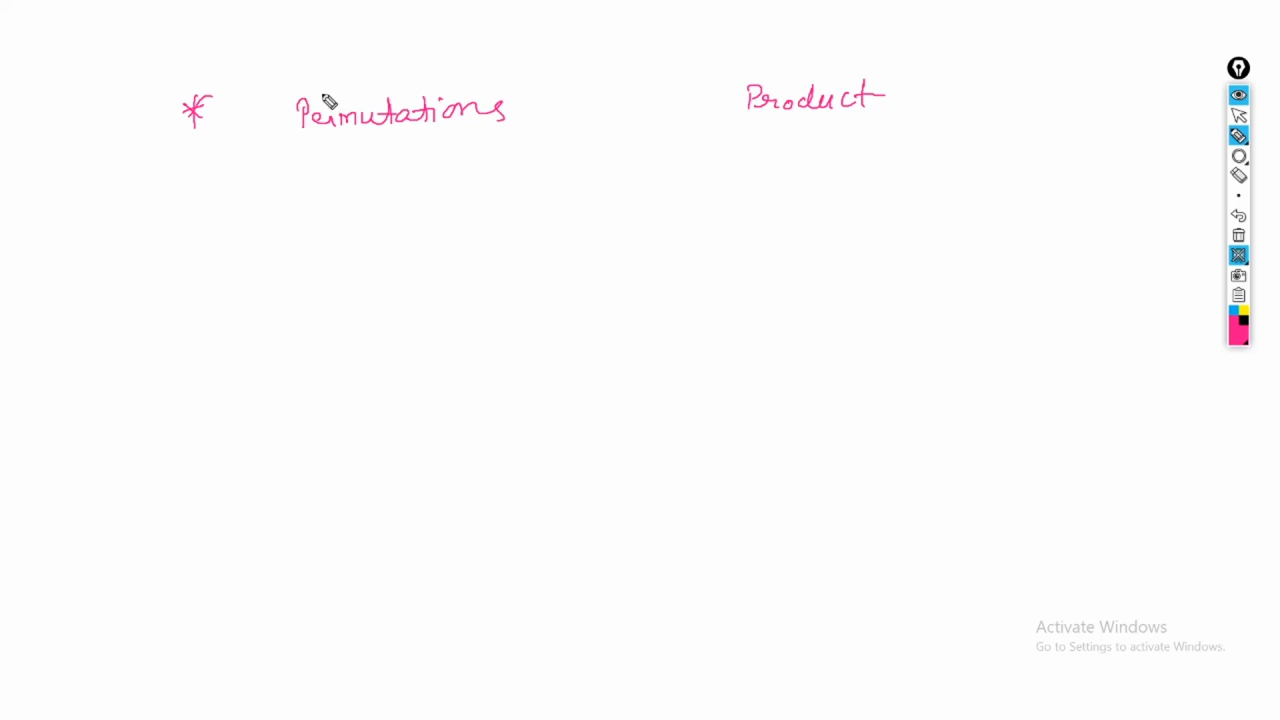 * Permutations Product
Activate Windows
Go to Settings to activate Windows.